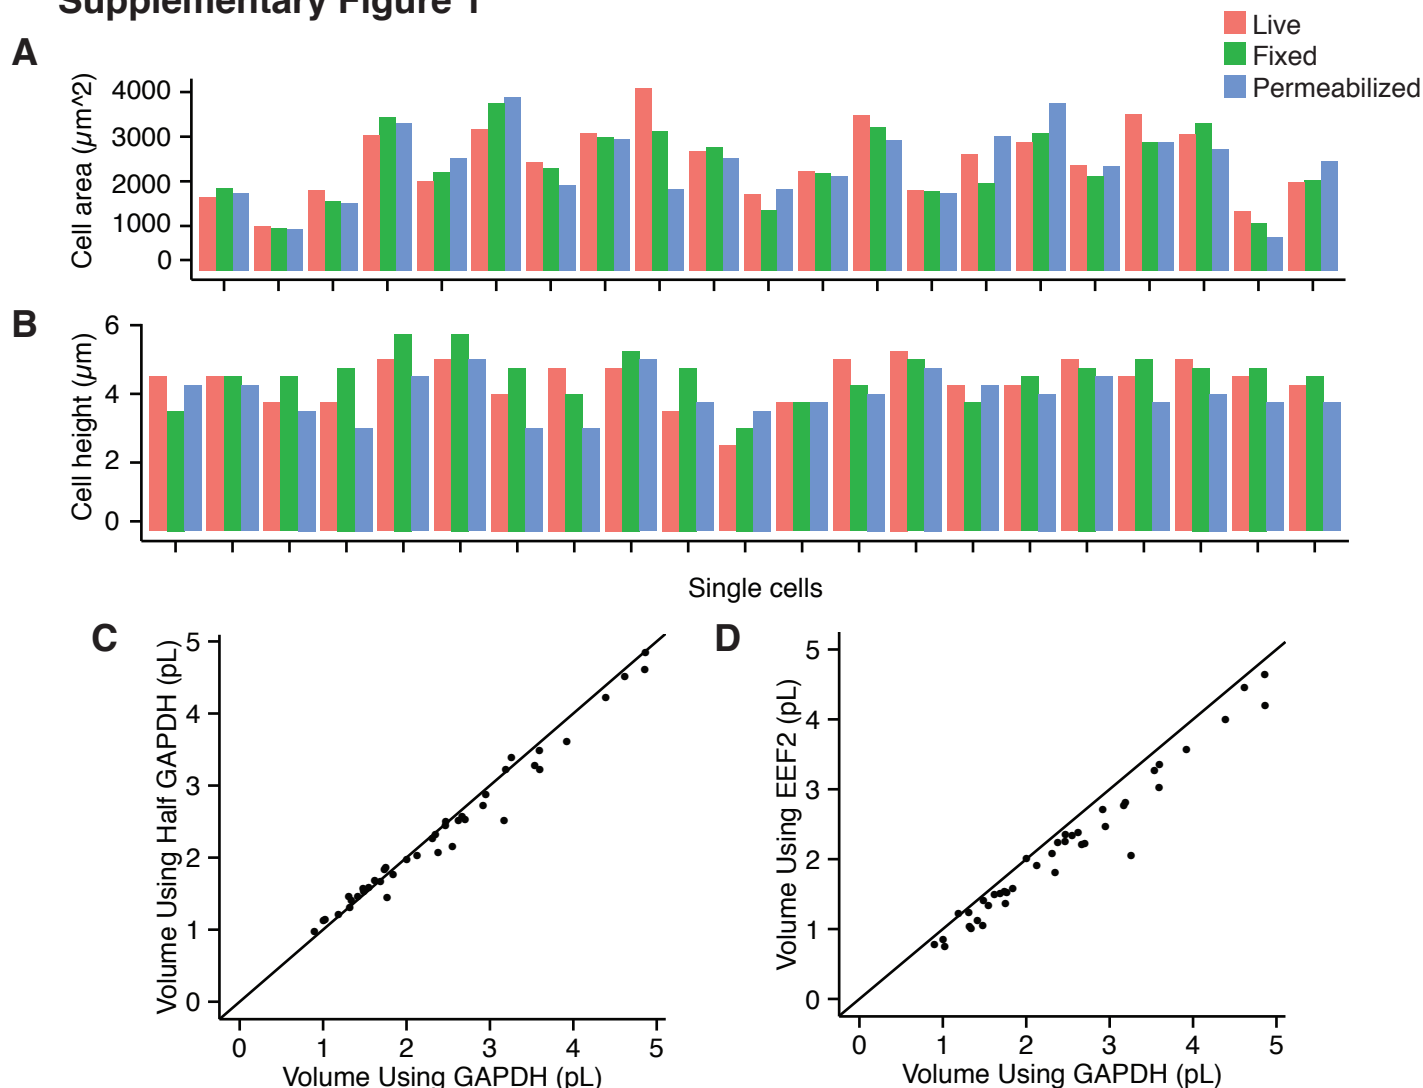 Supplementary Figure 1
Live
Fixed
Permeabilized
A
Cell area (µm^2)
4000
3000
2000
1000
0
B
Cell height (µm)
6
4
2
0
Single cells
C
Volume Using Half GAPDH (pL)
5
4
3
2
1
0
0 1 2 3 4 5
Volume Using GAPDH (pL)
D
Volume Using EEF2 (pL)
5
4
3
2
1
0
0 1 2 3 4 5
Volume Using GAPDH (pL)